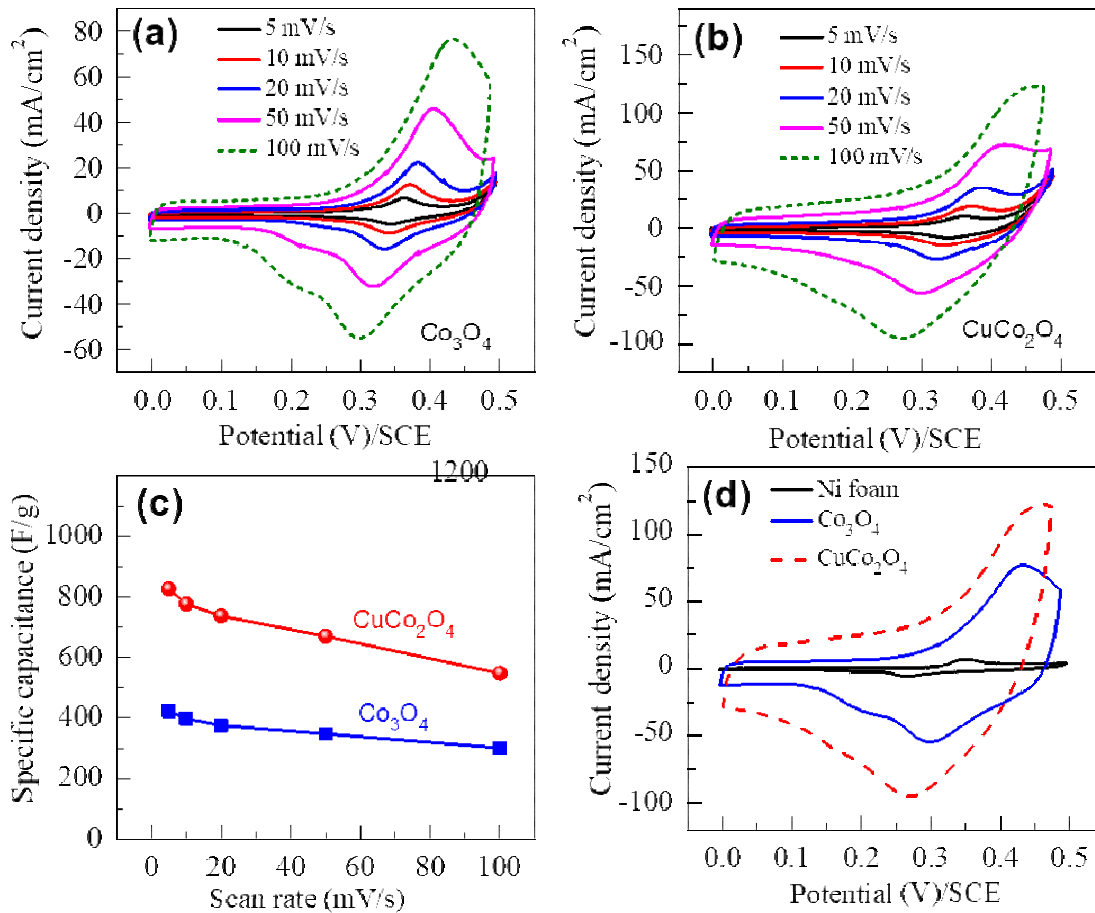 (a)
5 mV/s
10 mV/s
20 mV/s
50 mV/s
100 mV/s
Co3O4
80
60
40
20
0
-20
-40
-60
Current density (mA/cm2)
0.0 0.1 0.2 0.3 0.4 0.5
Potential (V)/SCE
(b)
5 mV/s
10 mV/s
20 mV/s
50 mV/s
100 mV/s
CuCo2O4
150
100
50
0
-50
-100
Current density (mA/cm2)
0.0 0.1 0.2 0.3 0.4 0.5
Potential (V)/SCE
(c)
1200
1000
800
600
400
200
0
Specific capacitance (F/g)
CuCo2O4
Co3O4
0 20 40 60 80 100
Scan rate (mV/s)
(d)
Ni foam
Co3O4
CuCo2O4
150
100
50
0
-50
-100
Current density (mA/cm2)
0.0 0.1 0.2 0.3 0.4 0.5
Potential (V)/SCE